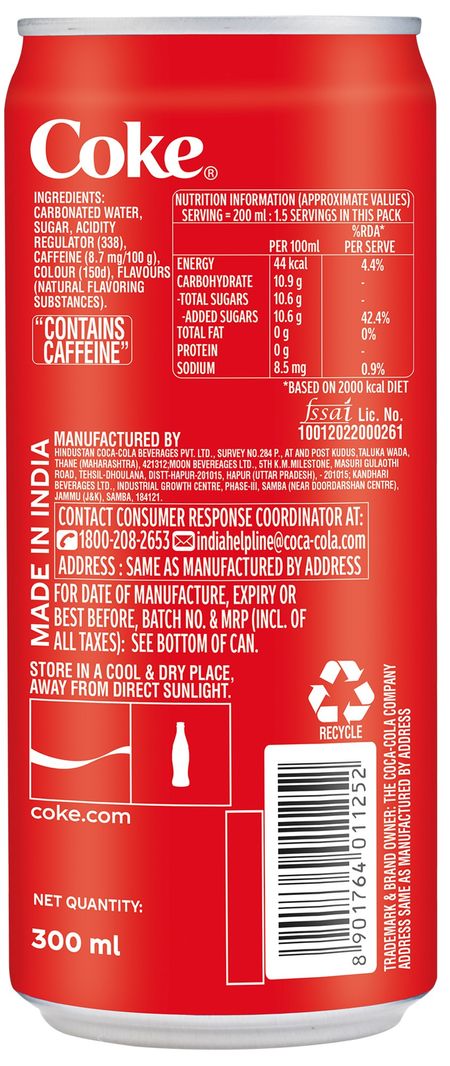 Coke®
INGREDIENTS:
CARBONATED WATER,
SUGAR, ACIDITY
REGULATOR (338),
CAFFEINE (8.7 mg/100 g),
COLOUR (150d), FLAVOURS
(NATURAL FLAVORING
SUBSTANCES).
"CONTAINS
CAFFEINE"
NUTRITION INFORMATION (APPROXIMATE VALUES)
SERVING = 200 ml : 1.5 SERVINGS IN THIS PACK
PER 100ml %RDA* PER SERVE
ENERGY 44 kcal 4.4%
CARBOHYDRATE 10.9 g -
-TOTAL SUGARS 10.6 g -
-ADDED SUGARS 10.6 g 42.4%
TOTAL FAT 0 g 0%
PROTEIN 0 g -
SODIUM 8.5 mg 0.9%
*BASED ON 2000 kcal DIET
fssai Lic. No.
10012022000261
MADE IN INDIA
MANUFACTURED BY
HINDUSTAN COCA-COLA BEVERAGES PVT. LTD., SURVEY NO.284 P., AT AND POST KUDUS,TALUKA WADA,
THANE (MAHARASHTRA), 421312;MOON BEVEREAGES LTD., 5TH K.M.MILESTONE, MASURI GULAOTHI
ROAD, TEHSIL-DHOULANA, DISTT-HAPUR-201015, HAPUR (UTTAR PRADESH), - 201015; KANDHARI
BEVERAGES LTD., INDUSTRIAL GROWTH CENTRE, PHASE-III, SAMBA (NEAR DOORDARSHAN CENTRE),
JAMMU (J&K), SAMBA, 184121.
CONTACT CONSUMER RESPONSE COORDINATOR AT:
1800-208-2653 indiahelpline@coca-cola.com
ADDRESS : SAME AS MANUFACTURED BY ADDRESS
FOR DATE OF MANUFACTURE, EXPIRY OR
BEST BEFORE, BATCH NO. & MRP (INCL. OF
ALL TAXES): SEE BOTTOM OF CAN.
STORE IN A COOL & DRY PLACE,
AWAY FROM DIRECT SUNLIGHT.
RECYCLE
coke.com
NET QUANTITY:
300 ml
8 901764 011252
TRADEMARK & BRAND OWNER: THE COCA-COLA COMPANY
ADDRESS SAME AS MANUFACTURED BY ADDRESS